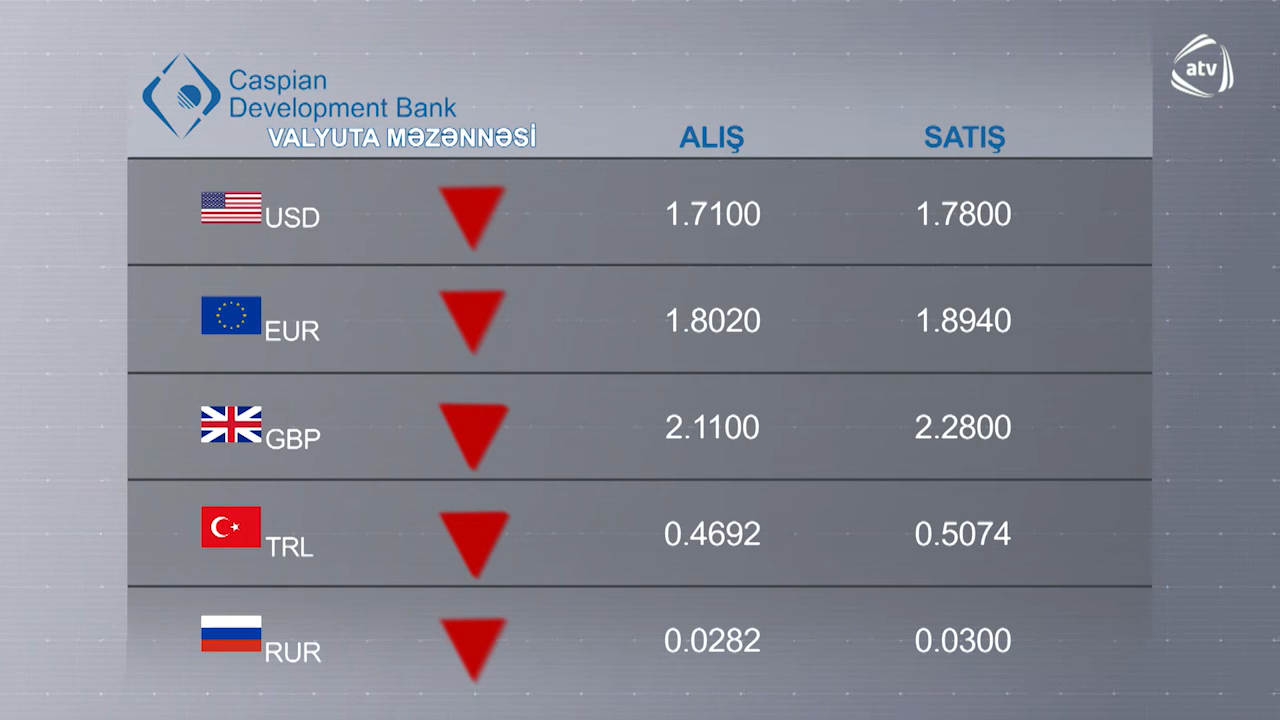 Caspian
Development Bank
VALYUTA MƏZƏNNƏSİ ALIŞ SATIŞ
atv
USD 1.7100 1.7800
EUR 1.8020 1.8940
GBP 2.1100 2.2800
TRL 0.4692 0.5074
RUR 0.0282 0.0300